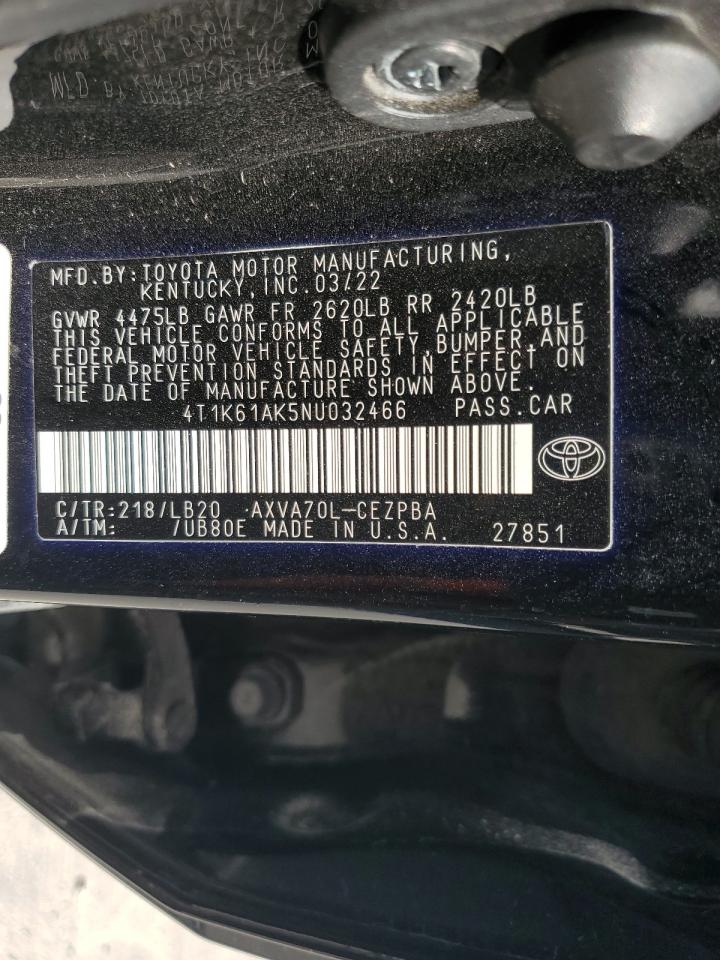 MFD.BY:TOYOTA MOTOR MANUFACTURING,
KENTUCKY, INC.03/22
GVWR 4475LB GAWR FR 2620LB RR 2420LB
THIS VEHICLE CONFORMS TO ALL APPLICABLE
FEDERAL MOTOR VEHICLE SAFETY,BUMPER,AND
THEFT PREVENTION STANDARDS IN EFFECT ON
THE DATE OF MANUFACTURE SHOWN ABOVE.
4T1K61AK5NU032466 PASS.CAR
C/TR:218/LB20 AXVA70L-CEZPBA
A/TM: /UB80E MADE IN U.S.A. 27851